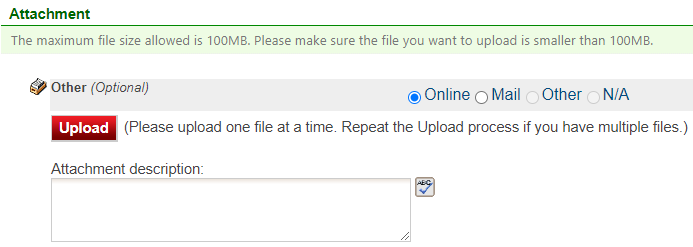 Attachment
The maximum file size allowed is 100MB. Please make sure the file you want to upload is smaller than 100MB.
Other (Optional) Online Mail Other N/A
Upload (Please upload one file at a time. Repeat the Upload process if you have multiple files.)
Attachment description:
ABC